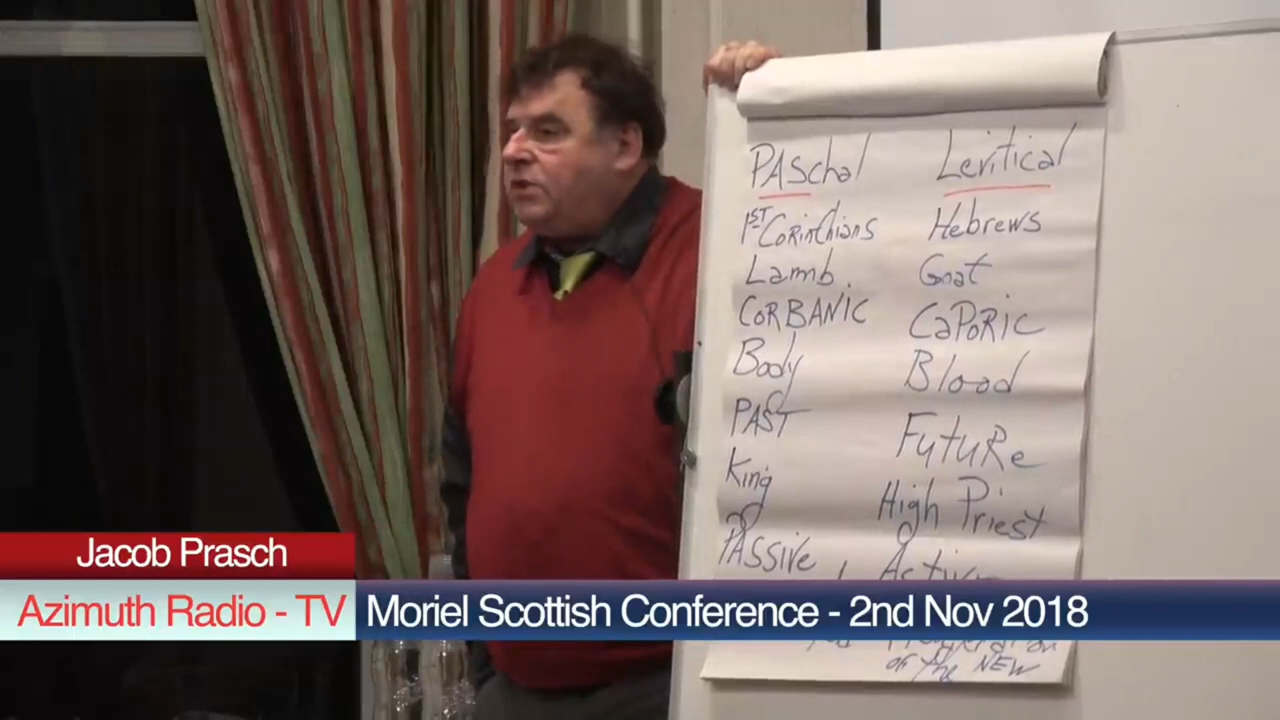 PASchal Levitical
1ST Corinthians Hebrews
Lamb Goat
CORBANIC CaPORIC
Body Blood
PAST FutuRe
King High Priest
PASSive Active
of the NEW
Jacob Prasch
Azimuth Radio - TV Moriel Scottish Conference - 2nd Nov 2018